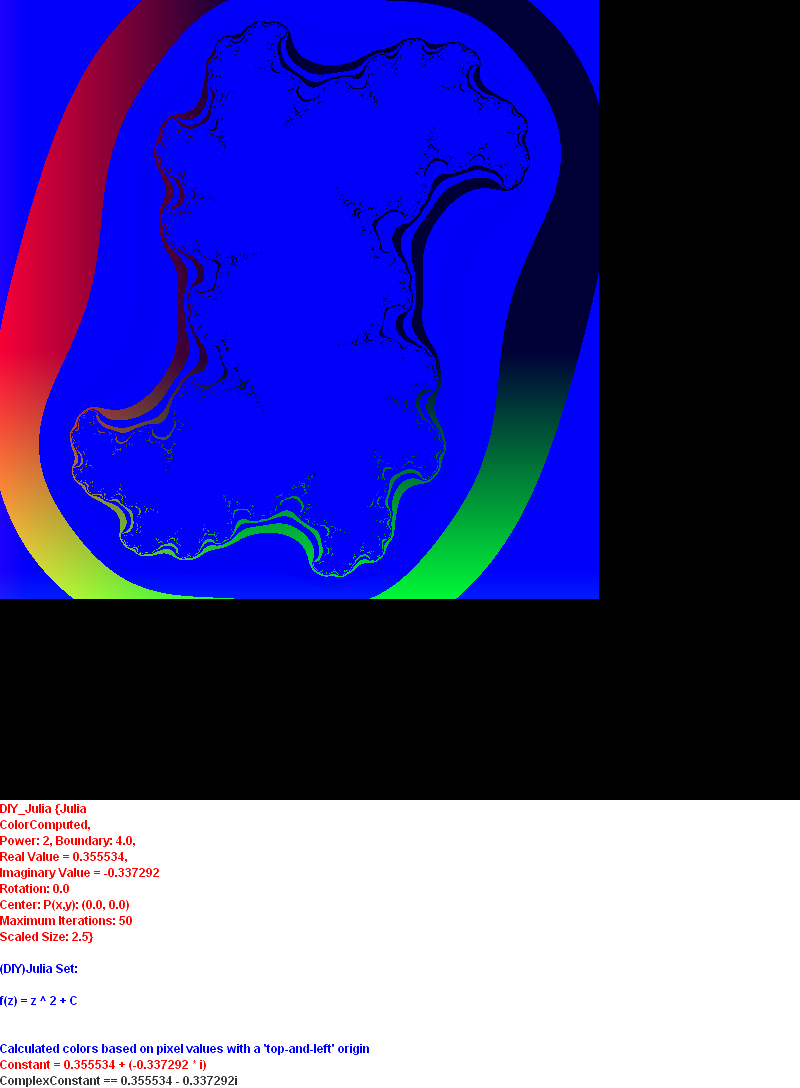 DIY_Julia {Julia
ColorComputed,
Power: 2, Boundary: 4.0,
Real Value = 0.355534,
Imaginary Value = -0.337292
Rotation: 0.0
Center: P(x,y): (0.0, 0.0)
Maximum Iterations: 50
Scaled Size: 2.5}
(DIY)Julia Set:
f(z) = z ^ 2 + C
Calculated colors based on pixel values with a 'top-and-left' origin
Constant = 0.355534 + (-0.337292 * i)
ComplexConstant == 0.355534 - 0.337292i